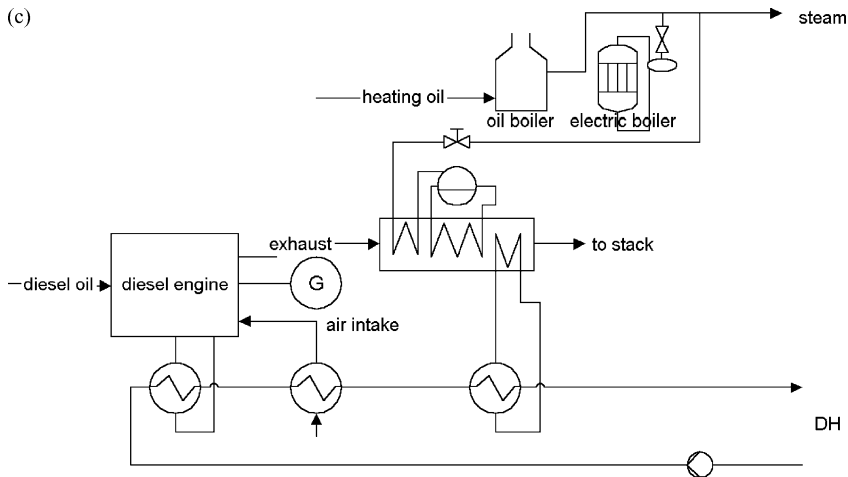 (c)
steam
heating oil
oil boiler
electric boiler
exhaust
to stack
diesel oil
diesel engine
G
air intake
DH